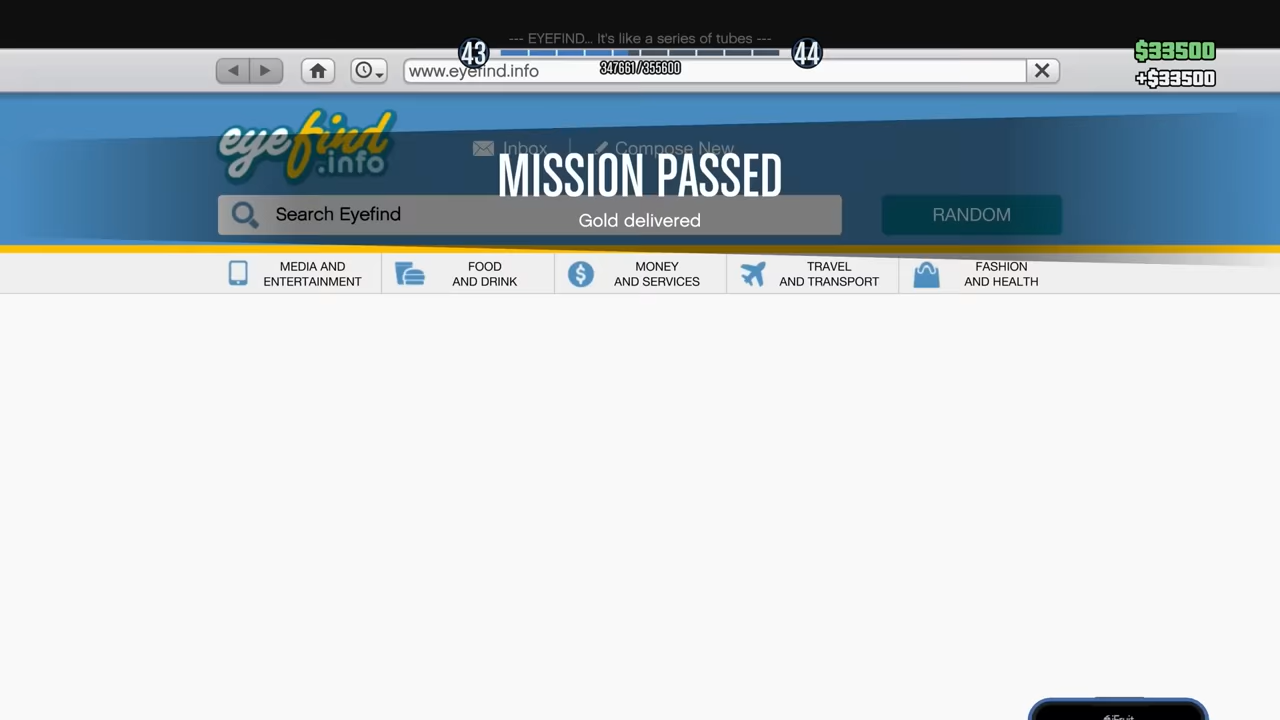 --- EYEFIND... It's like a series of tubes ---
43
44
347661/355600
$33500
+$33500
www.eyefind.info
eyefind
.info
Inbox
Compose New
MISSION PASSED
Gold delivered
Search Eyefind
RANDOM
MEDIA AND
ENTERTAINMENT
FOOD
AND DRINK
MONEY
AND SERVICES
TRAVEL
AND TRANSPORT
FASHION
AND HEALTH
iFruit